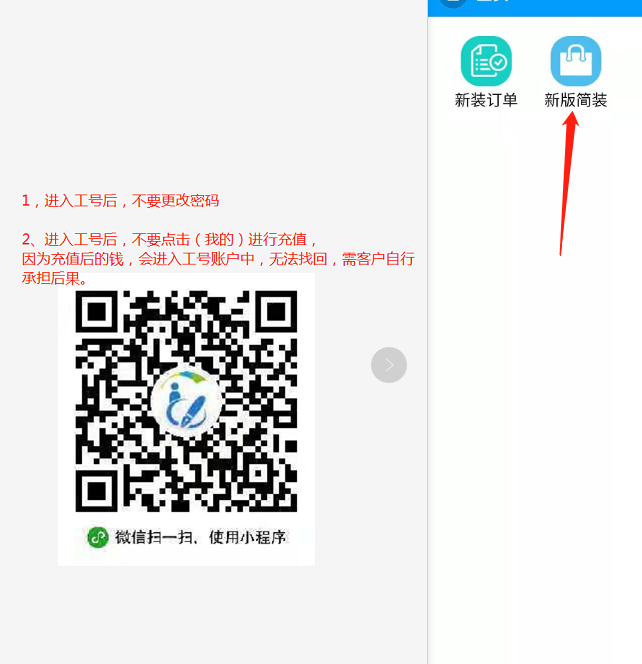 新装订单
新版简装
1，进入工号后，不要更改密码
2、进入工号后，不要点击（我的）进行充值，
因为充值后的钱，会进入工号账户中，无法找回，需客户自行
承担后果。
微信扫一扫，使用小程序